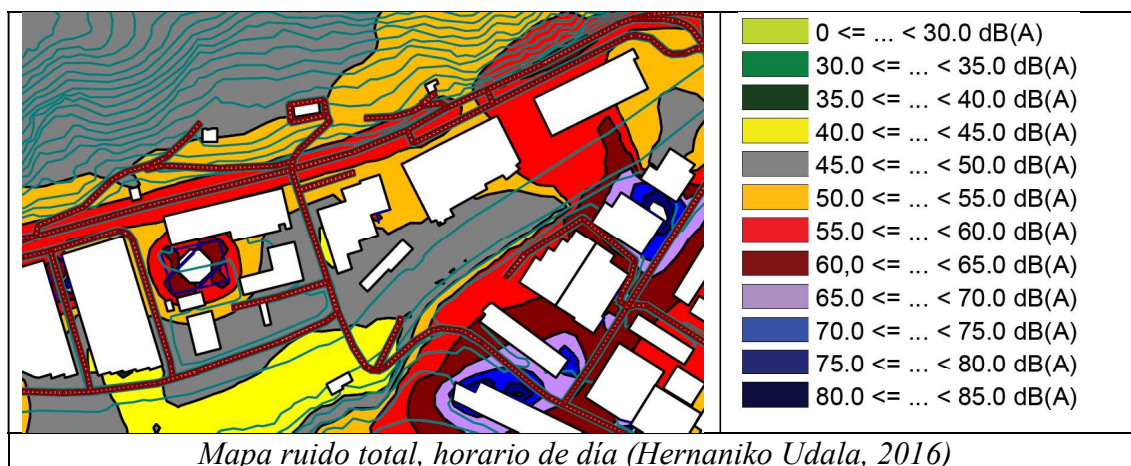 0 <= ... < 30.0 dB(A)
30.0 <= ... < 35.0 dB(A)
35.0 <= ... < 40.0 dB(A)
40.0 <= ... < 45.0 dB(A)
45.0 <= ... < 50.0 dB(A)
50.0 <= ... < 55.0 dB(A)
55.0 <= ... < 60.0 dB(A)
60,0 <= ... < 65.0 dB(A)
65.0 <= ... < 70.0 dB(A)
70.0 <= ... < 75.0 dB(A)
75.0 <= ... < 80.0 dB(A)
80.0 <= ... < 85.0 dB(A)
Mapa ruido total, horario de día (Hernaniko Udala, 2016)